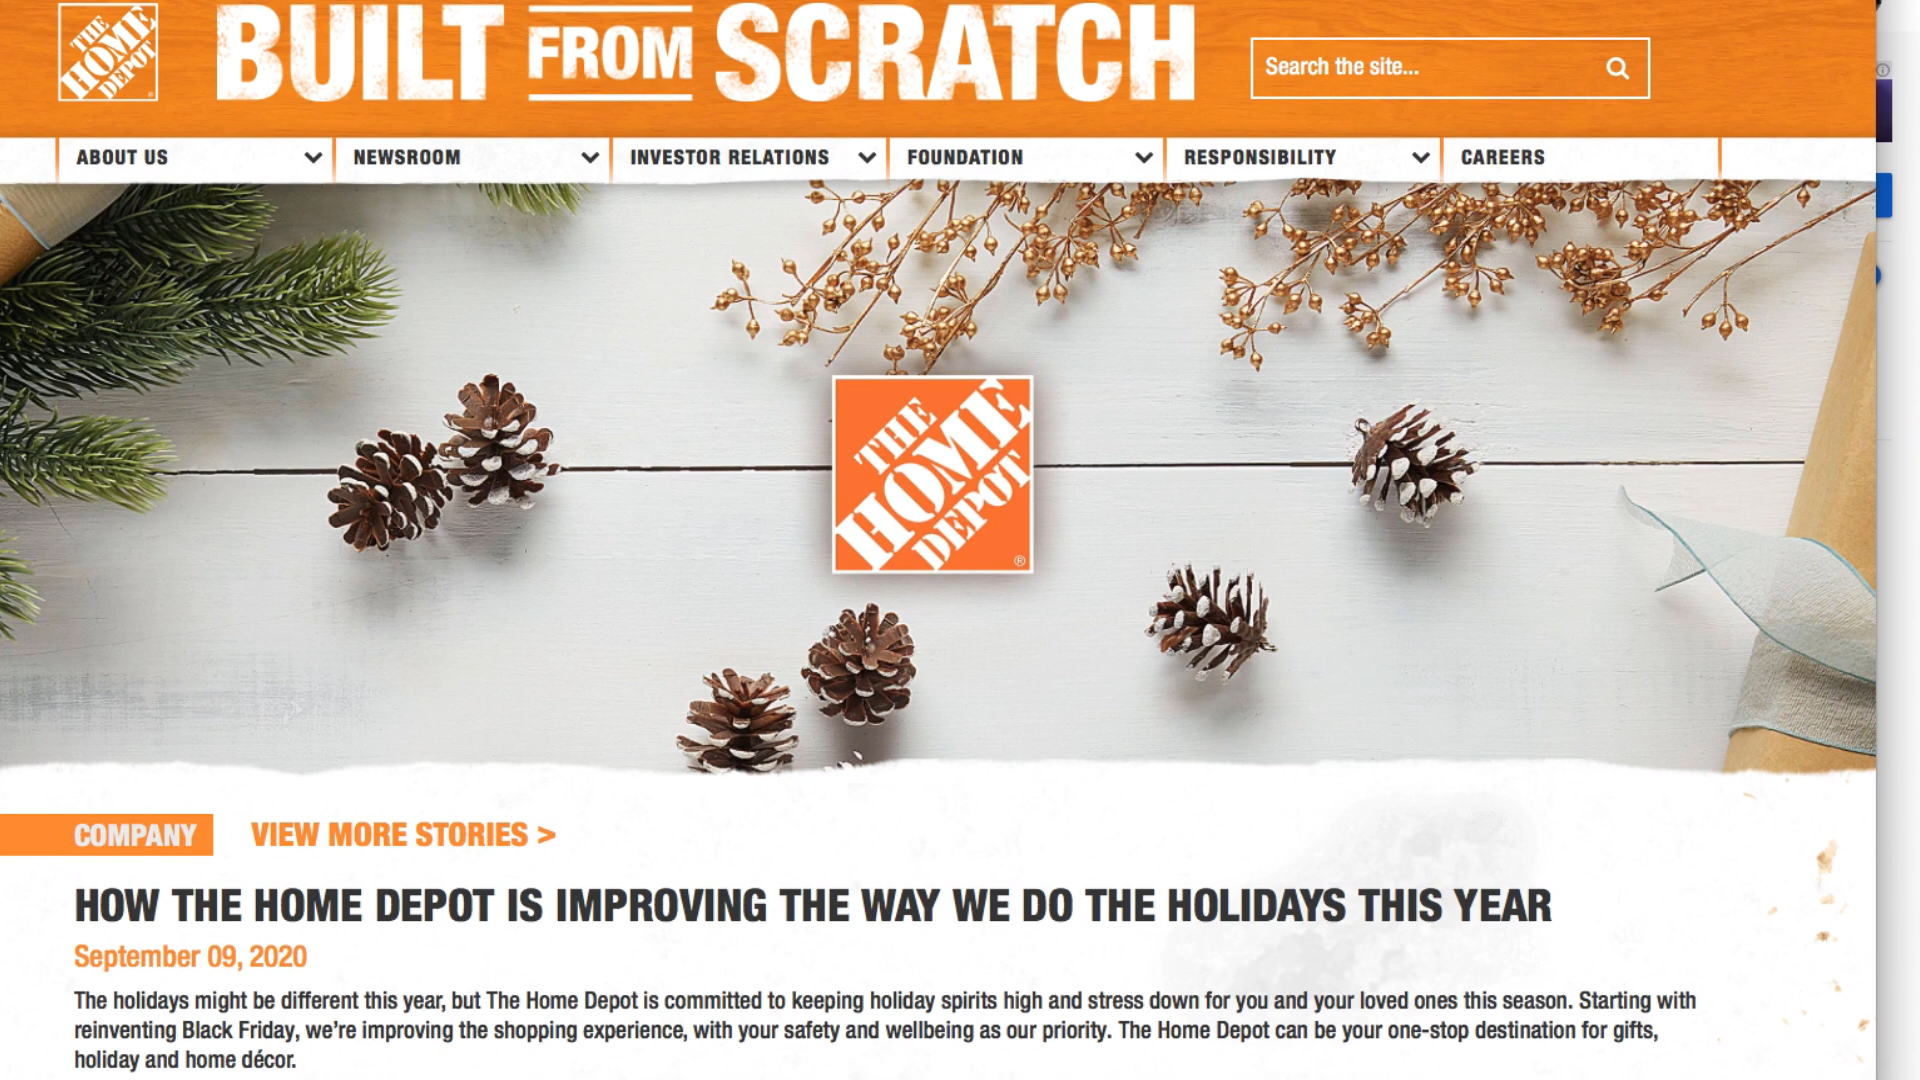 THE HOME DEPOT
BUILT FROM SCRATCH
Search the site...
ABOUT US
NEWSROOM
INVESTOR RELATIONS
FOUNDATION
RESPONSIBILITY
CAREERS
THE
HOME
DEPOT
®
COMPANY
VIEW MORE STORIES >
HOW THE HOME DEPOT IS IMPROVING THE WAY WE DO THE HOLIDAYS THIS YEAR
September 09, 2020
The holidays might be different this year, but The Home Depot is committed to keeping holiday spirits high and stress down for you and your loved ones this season. Starting with
reinventing Black Friday, we’re improving the shopping experience, with your safety and wellbeing as our priority. The Home Depot can be your one-stop destination for gifts,
holiday and home décor.